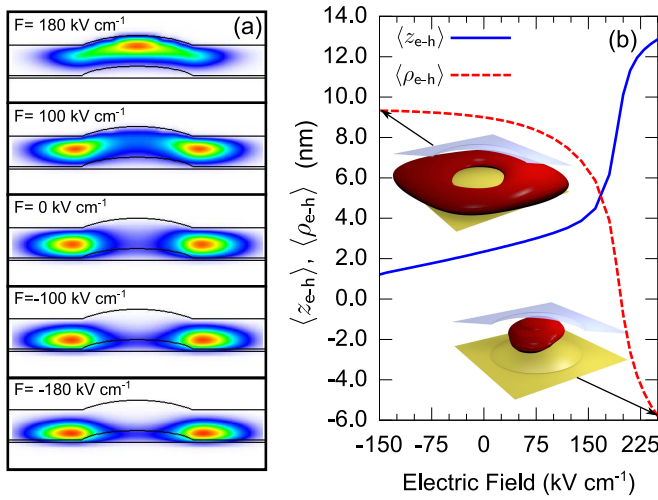 (a)
F= 180 kV cm⁻¹
F= 100 kV cm⁻¹
F= 0 kV cm⁻¹
F=-100 kV cm⁻¹
F= -180 kV cm⁻¹
(b)
⟨z_e-h⟩
⟨ρ_e-h⟩
⟨z_e-h⟩, ⟨ρ_e-h⟩ (nm)
14.0
12.0
10.0
8.0
6.0
4.0
2.0
0.0
-2.0
-4.0
-6.0
-150 -75 0 75 150 225
Electric Field (kV cm⁻¹)